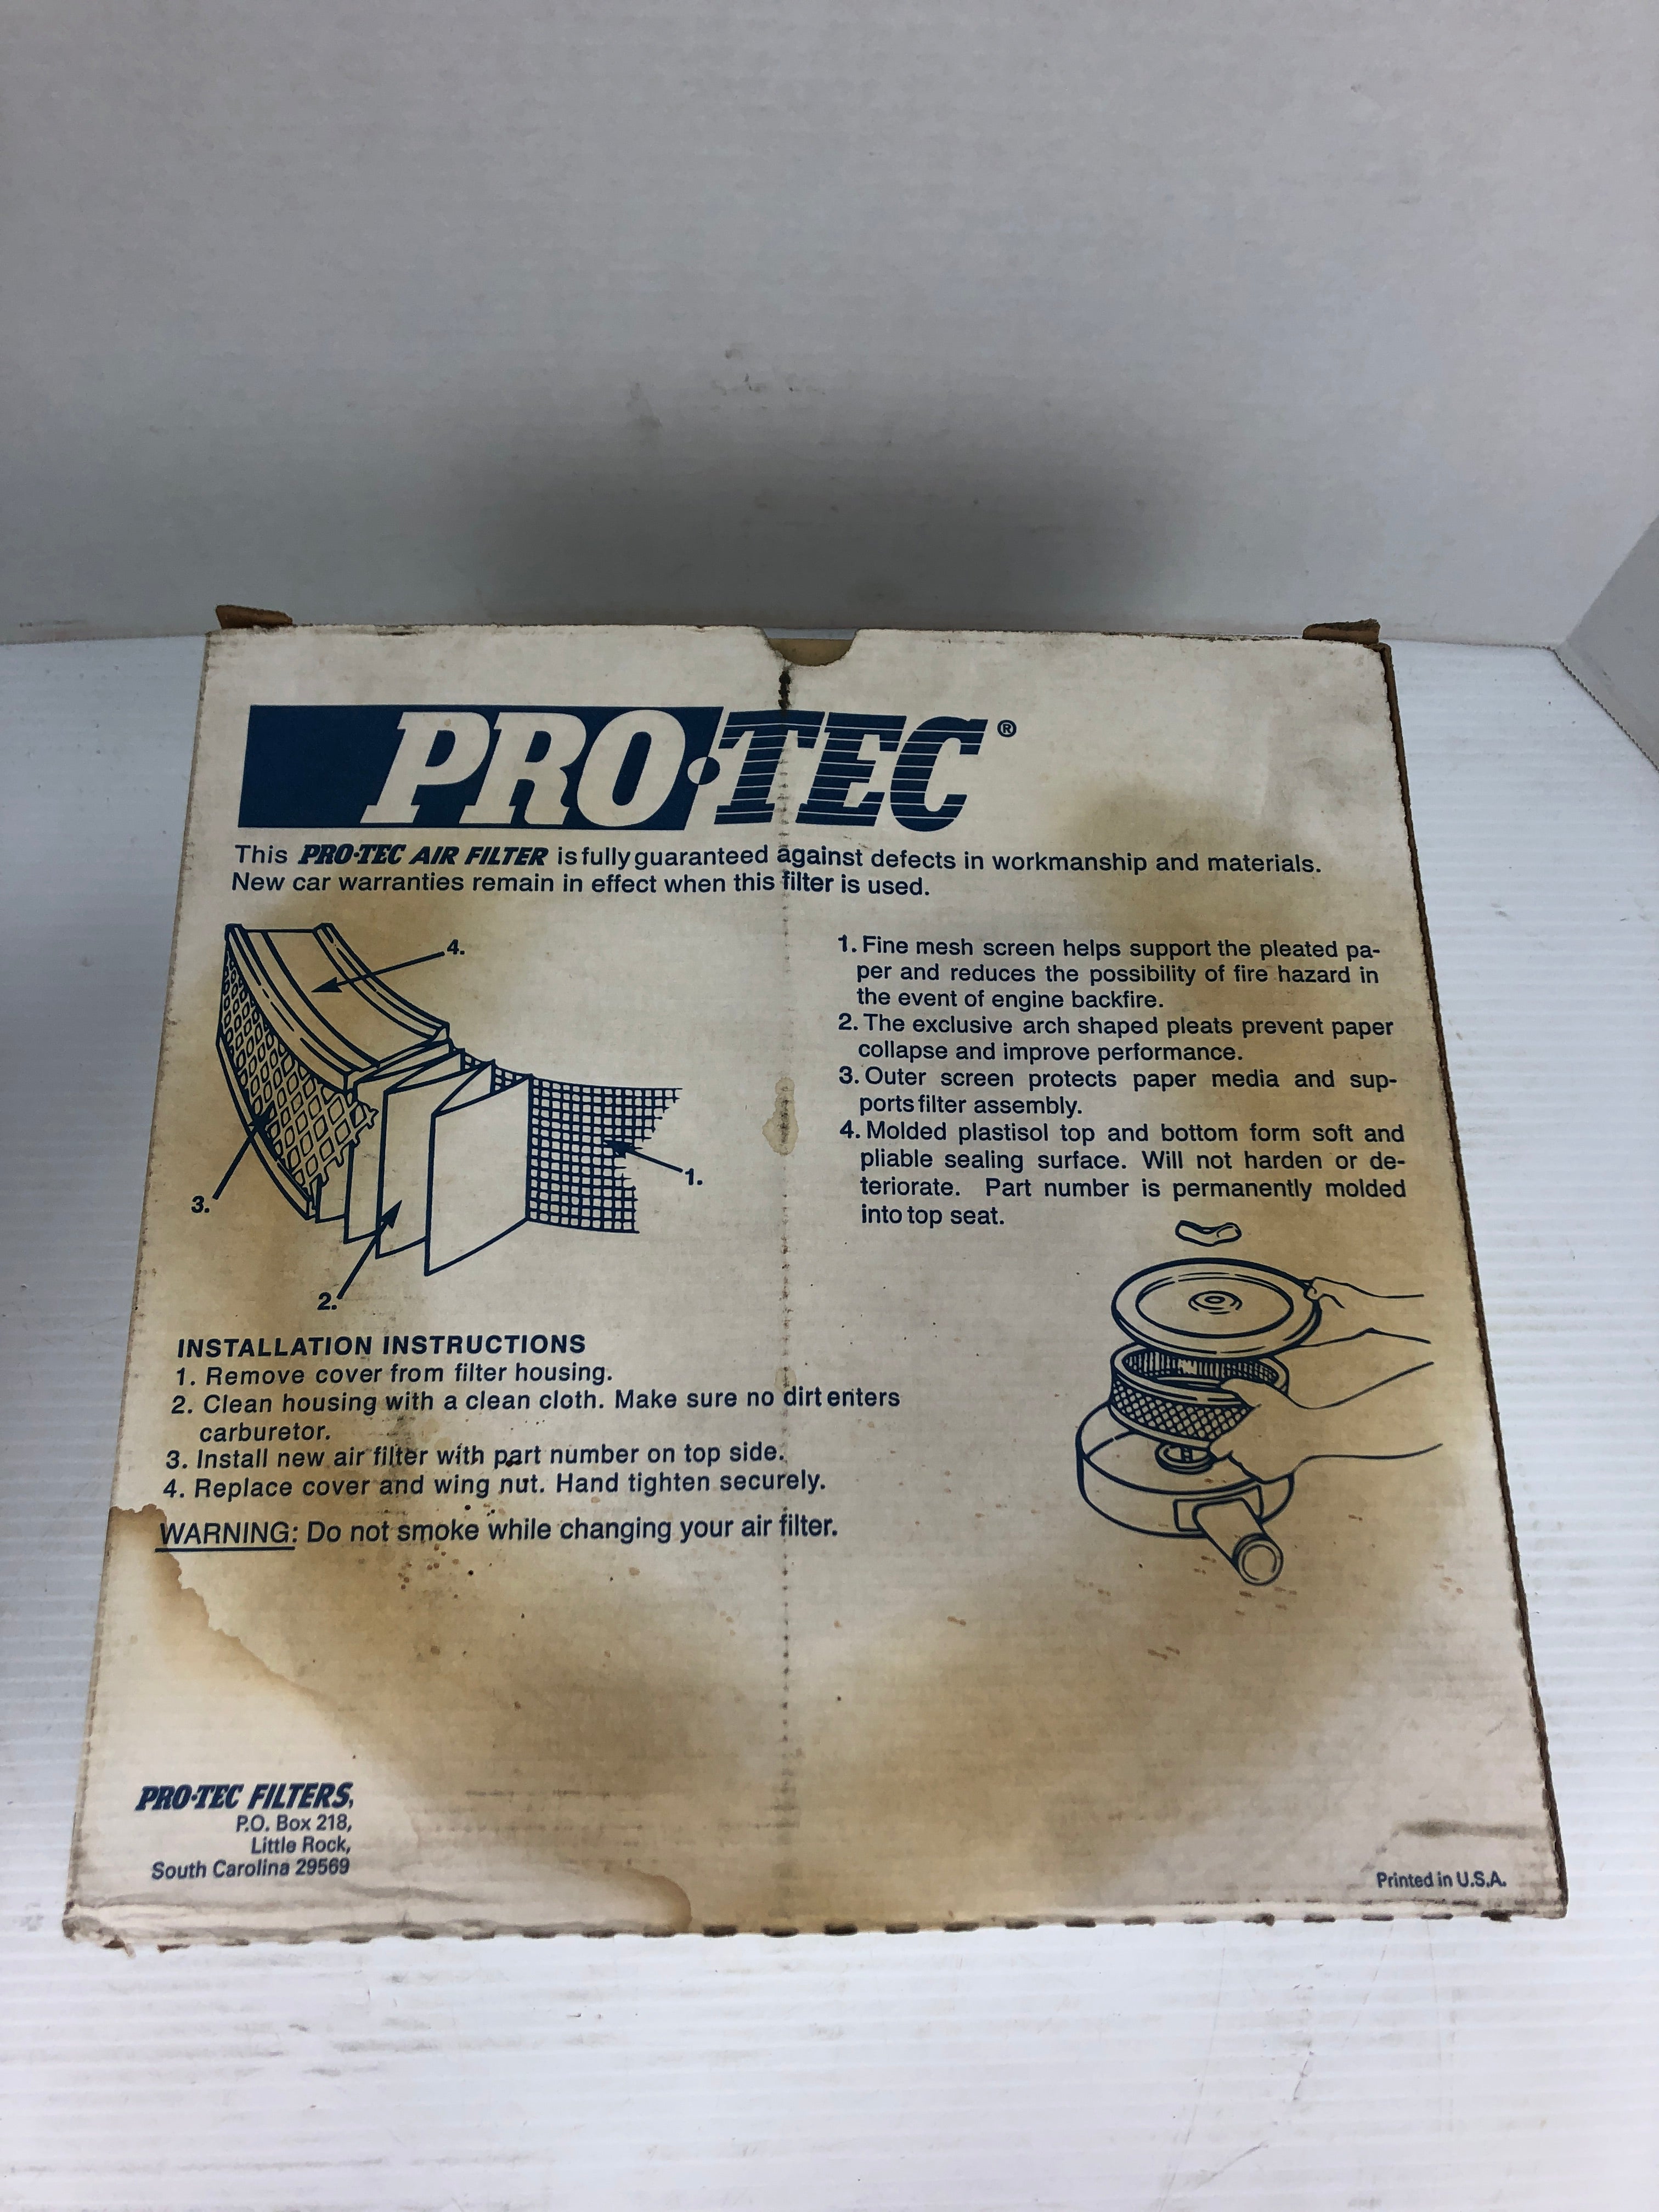 PRO·TEC®
This PRO·TEC AIR FILTER is fully guaranteed against defects in workmanship and materials.
New car warranties remain in effect when this filter is used.
4.
3.
1.
2.
1. Fine mesh screen helps support the pleated pa-
per and reduces the possibility of fire hazard in
the event of engine backfire.
2. The exclusive arch shaped pleats prevent paper
collapse and improve performance.
3. Outer screen protects paper media and sup-
ports filter assembly.
4. Molded plastisol top and bottom form soft and
pliable sealing surface. Will not harden or de-
teriorate. Part number is permanently molded
into top seat.
INSTALLATION INSTRUCTIONS
1. Remove cover from filter housing.
2. Clean housing with a clean cloth. Make sure no dirt enters
carburetor.
3. Install new air filter with part number on top side.
4. Replace cover and wing nut. Hand tighten securely.
WARNING: Do not smoke while changing your air filter.
PRO·TEC FILTERS,
P.O. Box 218,
Little Rock,
South Carolina 29569
Printed in U.S.A.